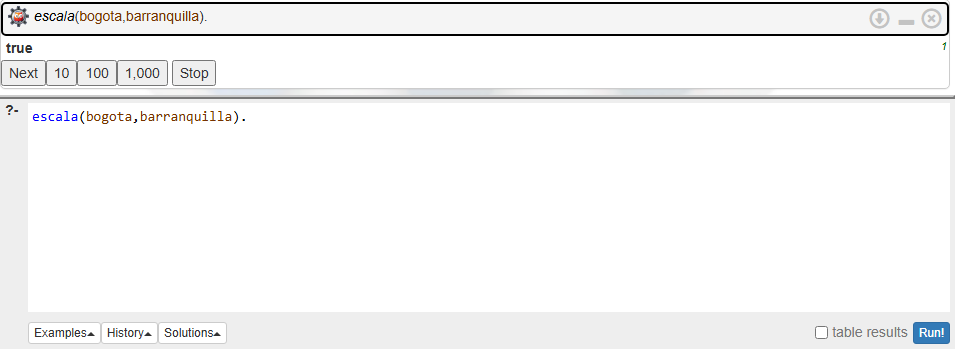 escala(bogota,barranquilla).
true 1
Next 10 100 1,000 Stop
?- escala(bogota,barranquilla).
Examples History Solutions table results Run!